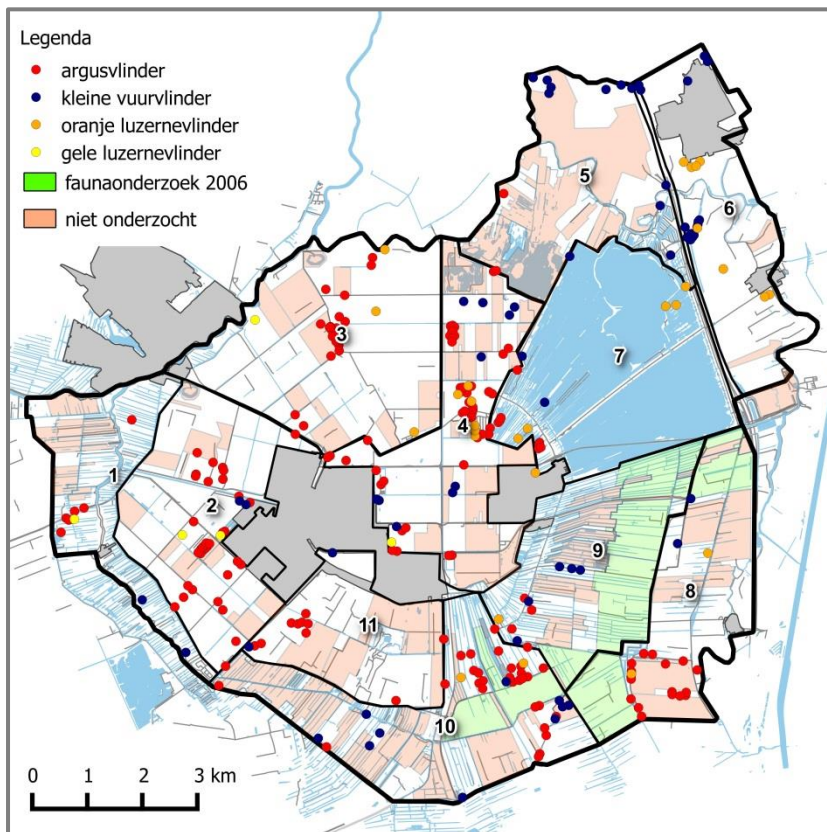 Legenda
argusvlinder
kleine vuurvlinder
oranje luzernevlinder
gele luzernevlinder
faunaonderzoek 2006
niet onderzocht
5
6
3
7
4
1
2
9
8
11
10
0 1 2 3 km